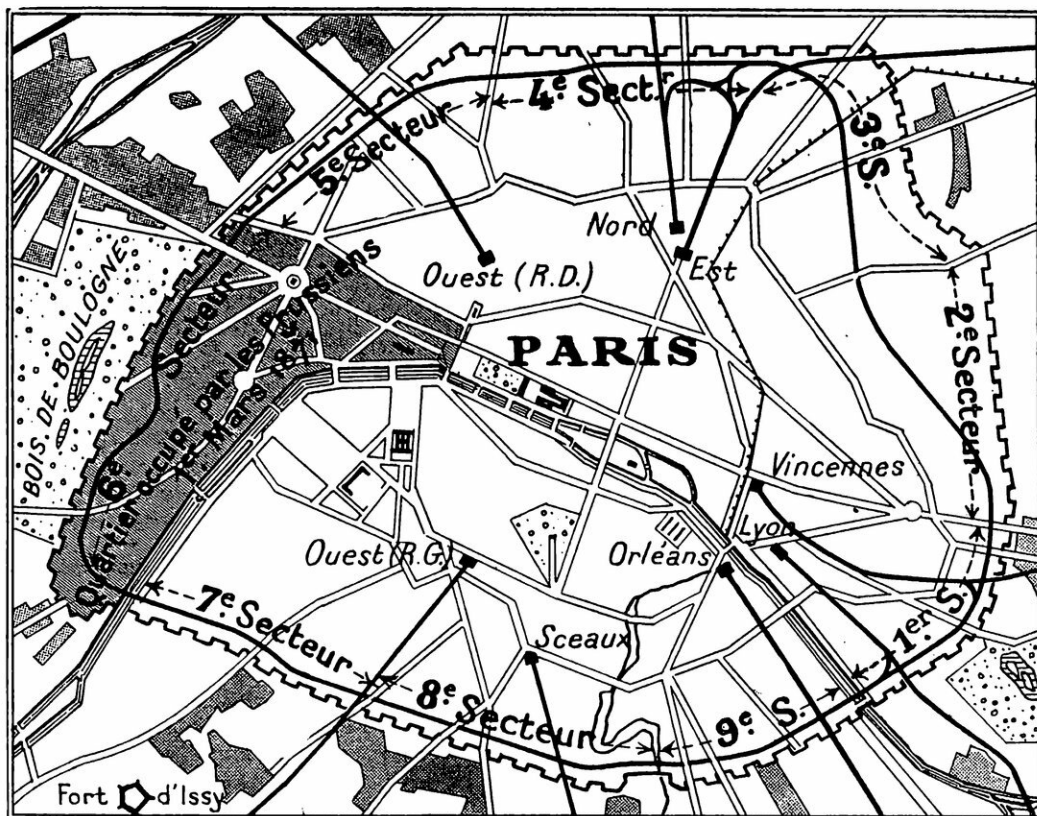 4e. Sectr
5e. Secteur
3e S.
Nord
Est
Ouest (R.D.)
BOIS DE BOULOGNE
6e. Secteur
Quartier occupé par les Prussiens
1er Mars 1871
PARIS
2e Secteur
Vincennes
Lyon
Orléans
Ouest (R.G.)
Sceaux
7e. Secteur
8e Secteur
9e S.
1er. S.
Fort d'Issy